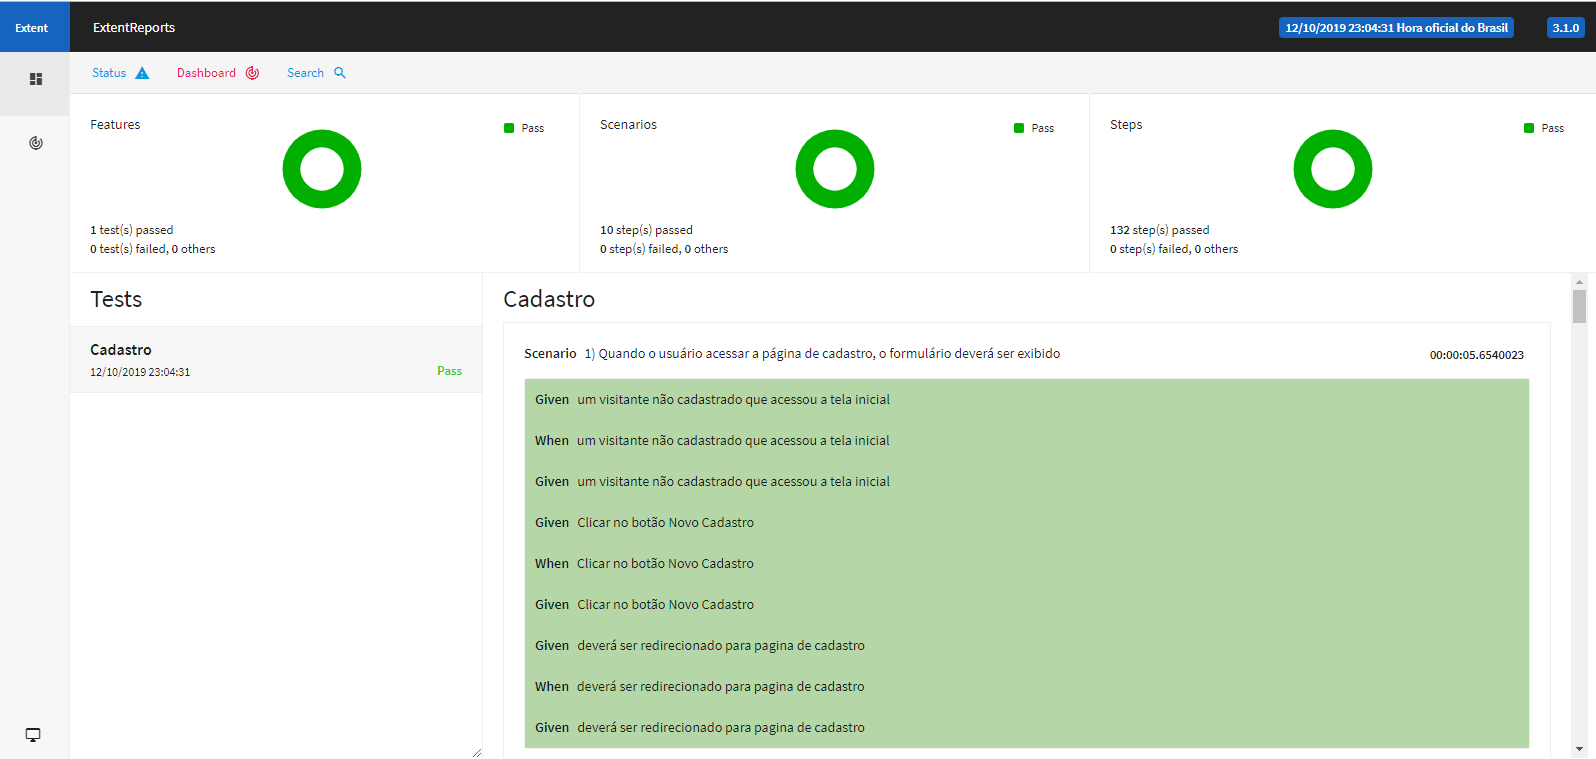 Extent
ExtentReports
12/10/2019 23:04:31 Hora oficial do Brasil
3.1.0
Status
Dashboard
Search
Features
Pass
1 test(s) passed
0 test(s) failed, 0 others
Scenarios
Pass
10 step(s) passed
0 step(s) failed, 0 others
Steps
Pass
132 step(s) passed
0 step(s) failed, 0 others
Tests
Cadastro
12/10/2019 23:04:31
Pass
Cadastro
Scenario 1) Quando o usuário acessar a página de cadastro, o formulário deverá ser exibido
00:00:05.6540023
Given um visitante não cadastrado que acessou a tela inicial
When um visitante não cadastrado que acessou a tela inicial
Given um visitante não cadastrado que acessou a tela inicial
Given Clicar no botão Novo Cadastro
When Clicar no botão Novo Cadastro
Given Clicar no botão Novo Cadastro
Given deverá ser redirecionado para pagina de cadastro
When deverá ser redirecionado para pagina de cadastro
Given deverá ser redirecionado para pagina de cadastro